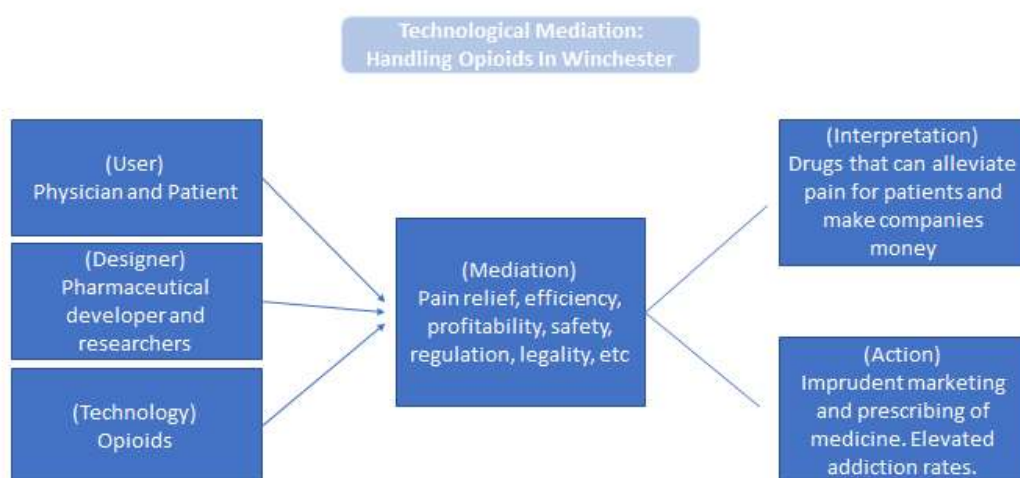 Technological Mediation:
Handling Opioids In Winchester
(User)
Physician and Patient
(Designer)
Pharmaceutical
developer and
researchers
(Technology)
Opioids
(Mediation)
Pain relief, efficiency,
profitability, safety,
regulation, legality, etc
(Interpretation)
Drugs that can alleviate
pain for patients and
make companies
money
(Action)
Imprudent marketing
and prescribing of
medicine. Elevated
addiction rates.